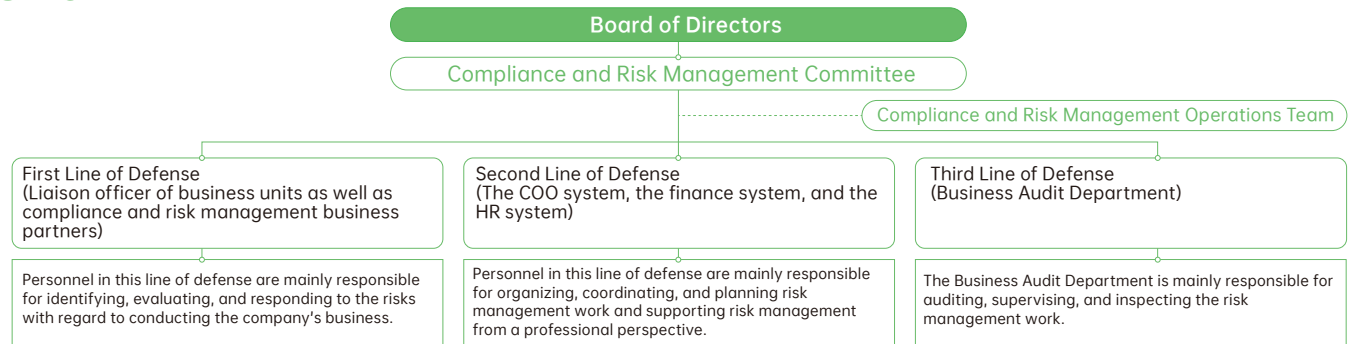 Board of Directors
Compliance and Risk Management Committee
Compliance and Risk Management Operations Team
First Line of Defense
(Liaison officer of business units as well as
compliance and risk management business
partners)
Second Line of Defense
(The COO system, the finance system, and the
HR system)
Third Line of Defense
(Business Audit Department)
Personnel in this line of defense are mainly responsible
for identifying, evaluating, and responding to the risks
with regard to conducting the company's business.
Personnel in this line of defense are mainly responsible
for organizing, coordinating, and planning risk
management work and supporting risk management
from a professional perspective.
The Business Audit Department is mainly responsible for
auditing, supervising, and inspecting the risk
management work.